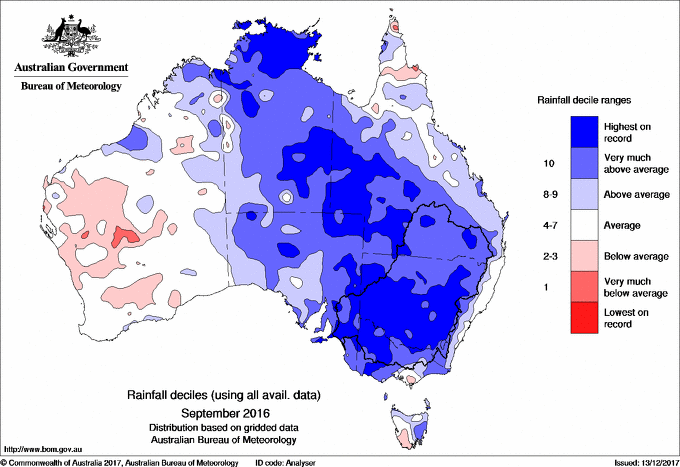 Australian Government
Bureau of Meteorology
Rainfall decile ranges
Highest on
record
10
Very much
above average
8-9
Above average
4-7
Average
2-3
Below average
1
Very much
below average
Lowest on
record
Rainfall deciles (using all avail. data)
September 2016
Distribution based on gridded data
Australian Bureau of Meteorology
http://www.bom.gov.au
© Commonwealth of Australia 2017, Australian Bureau of Meteorology ID code: Analyser Issued: 13/12/2017